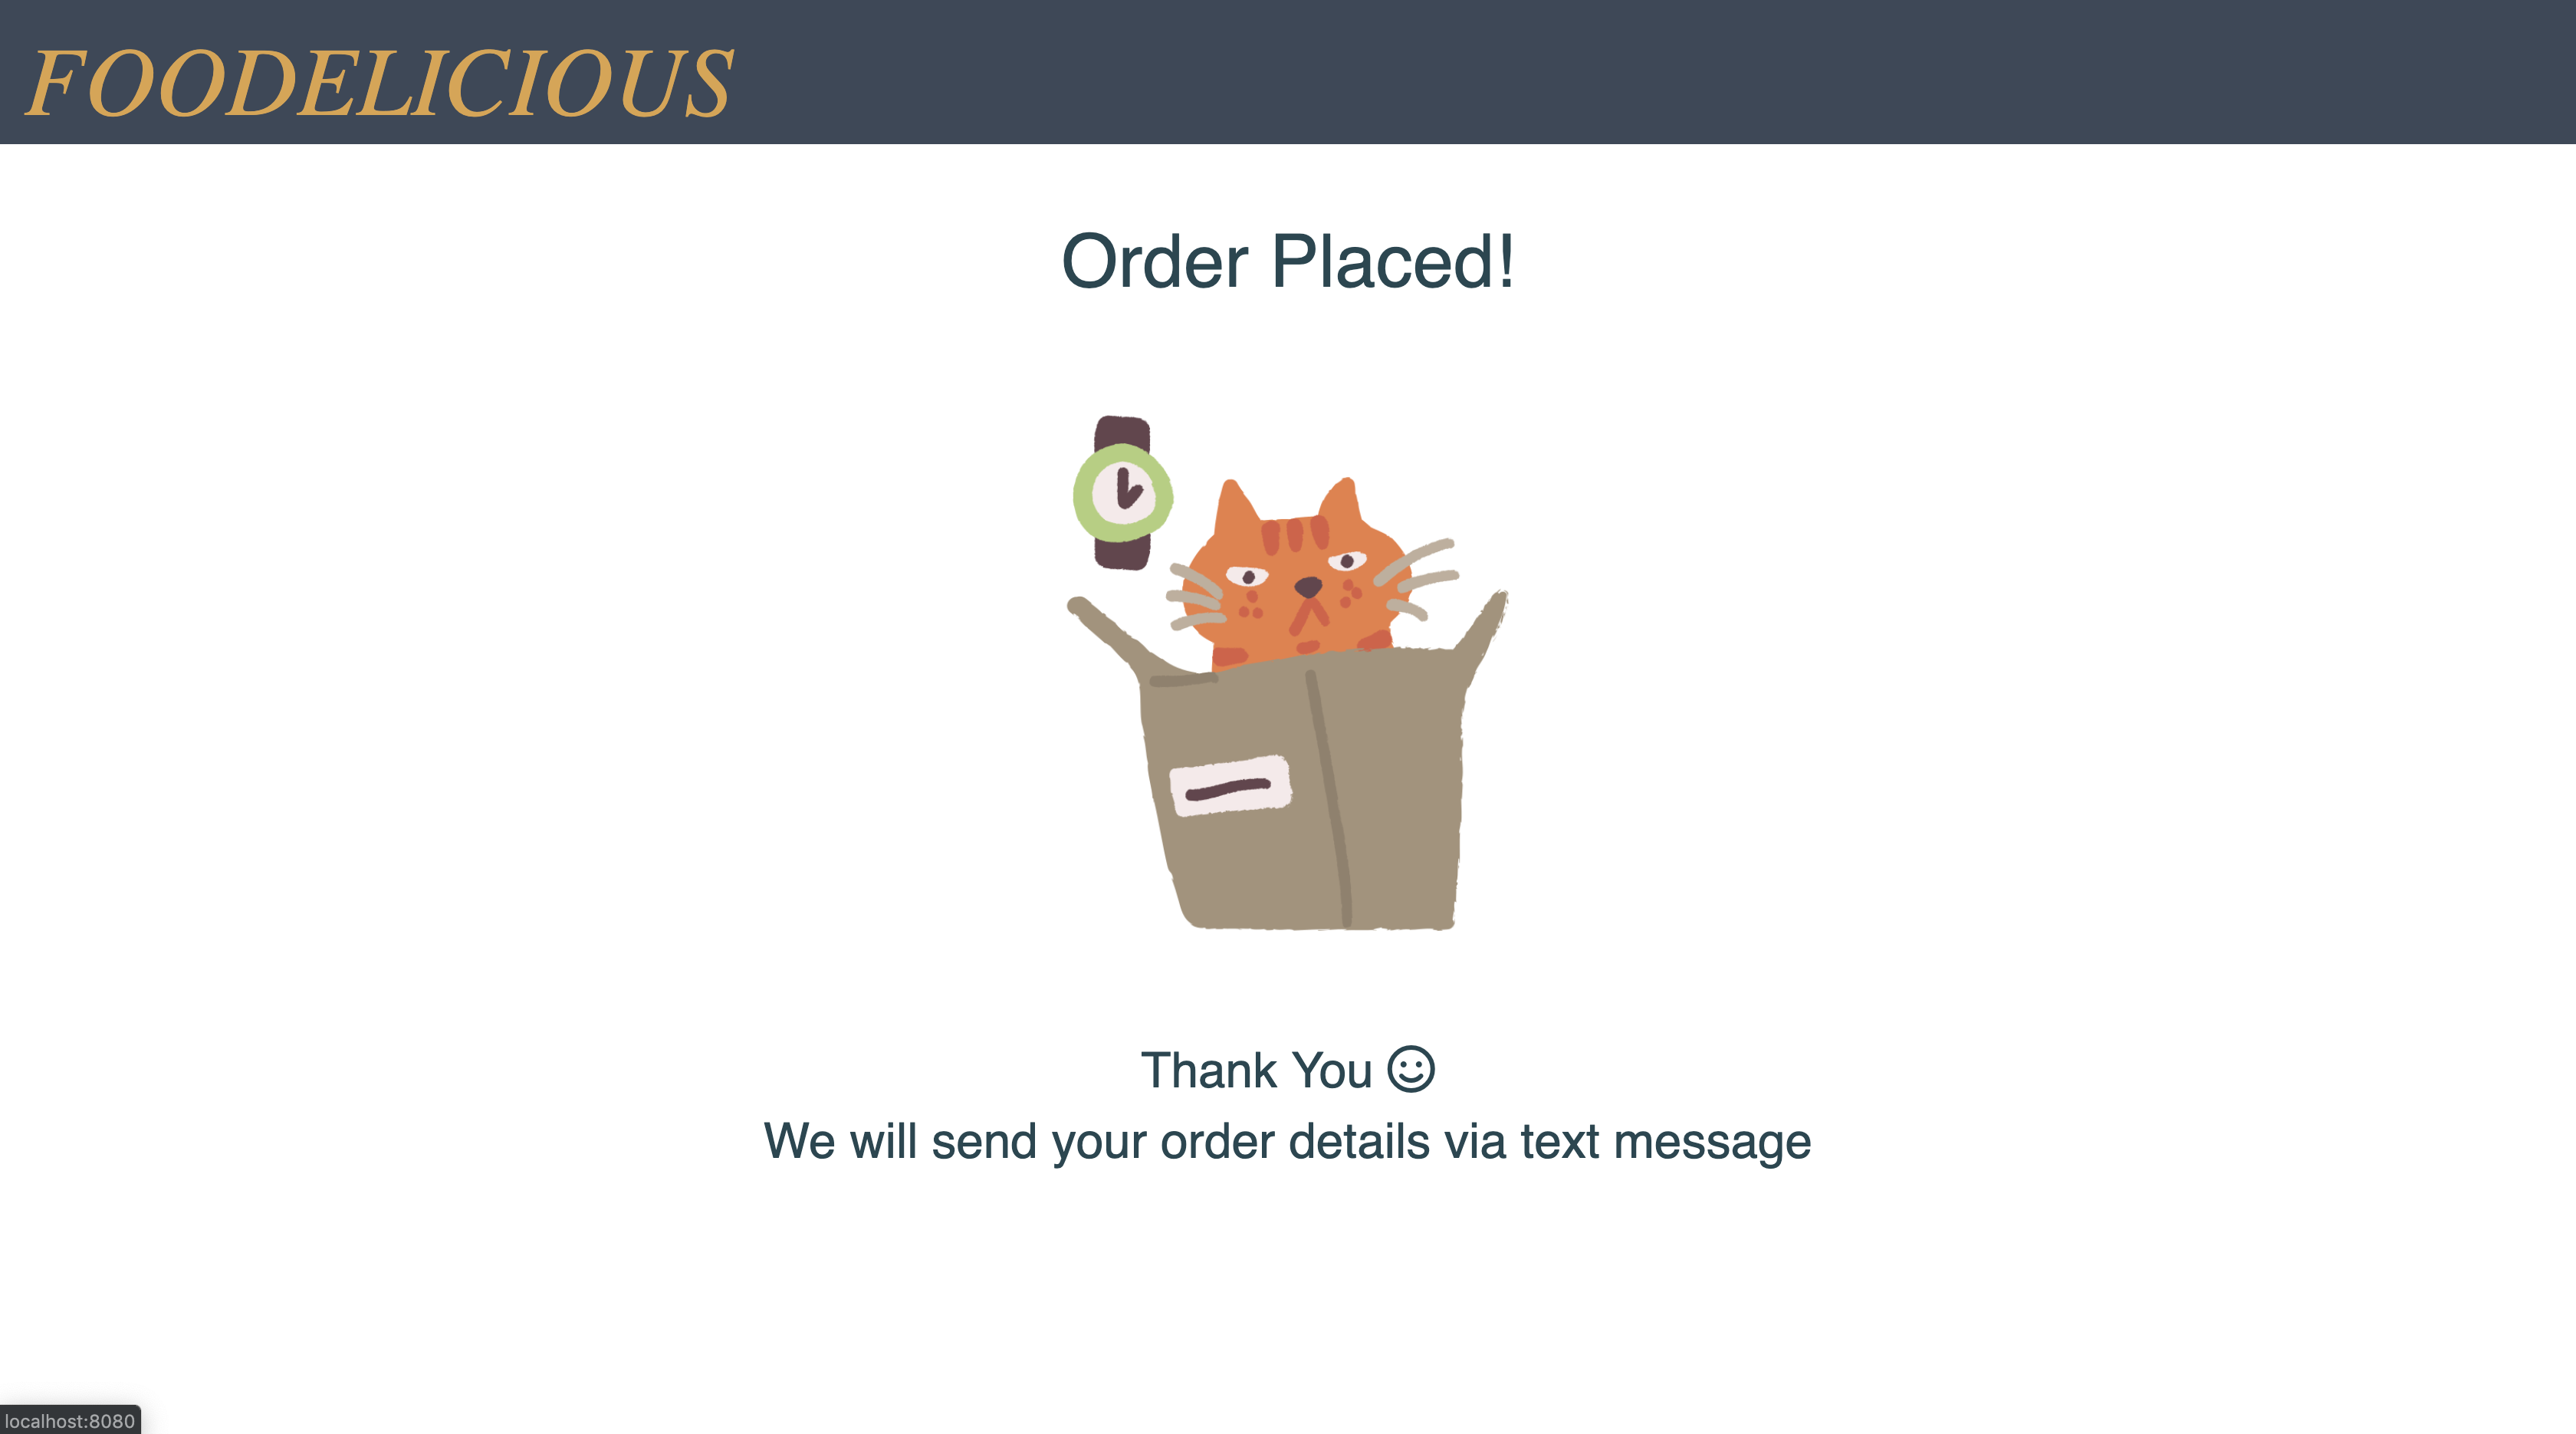 FOODELICIOUS
Order Placed!
Thank You ☺
We will send your order details via text message
localhost:8080